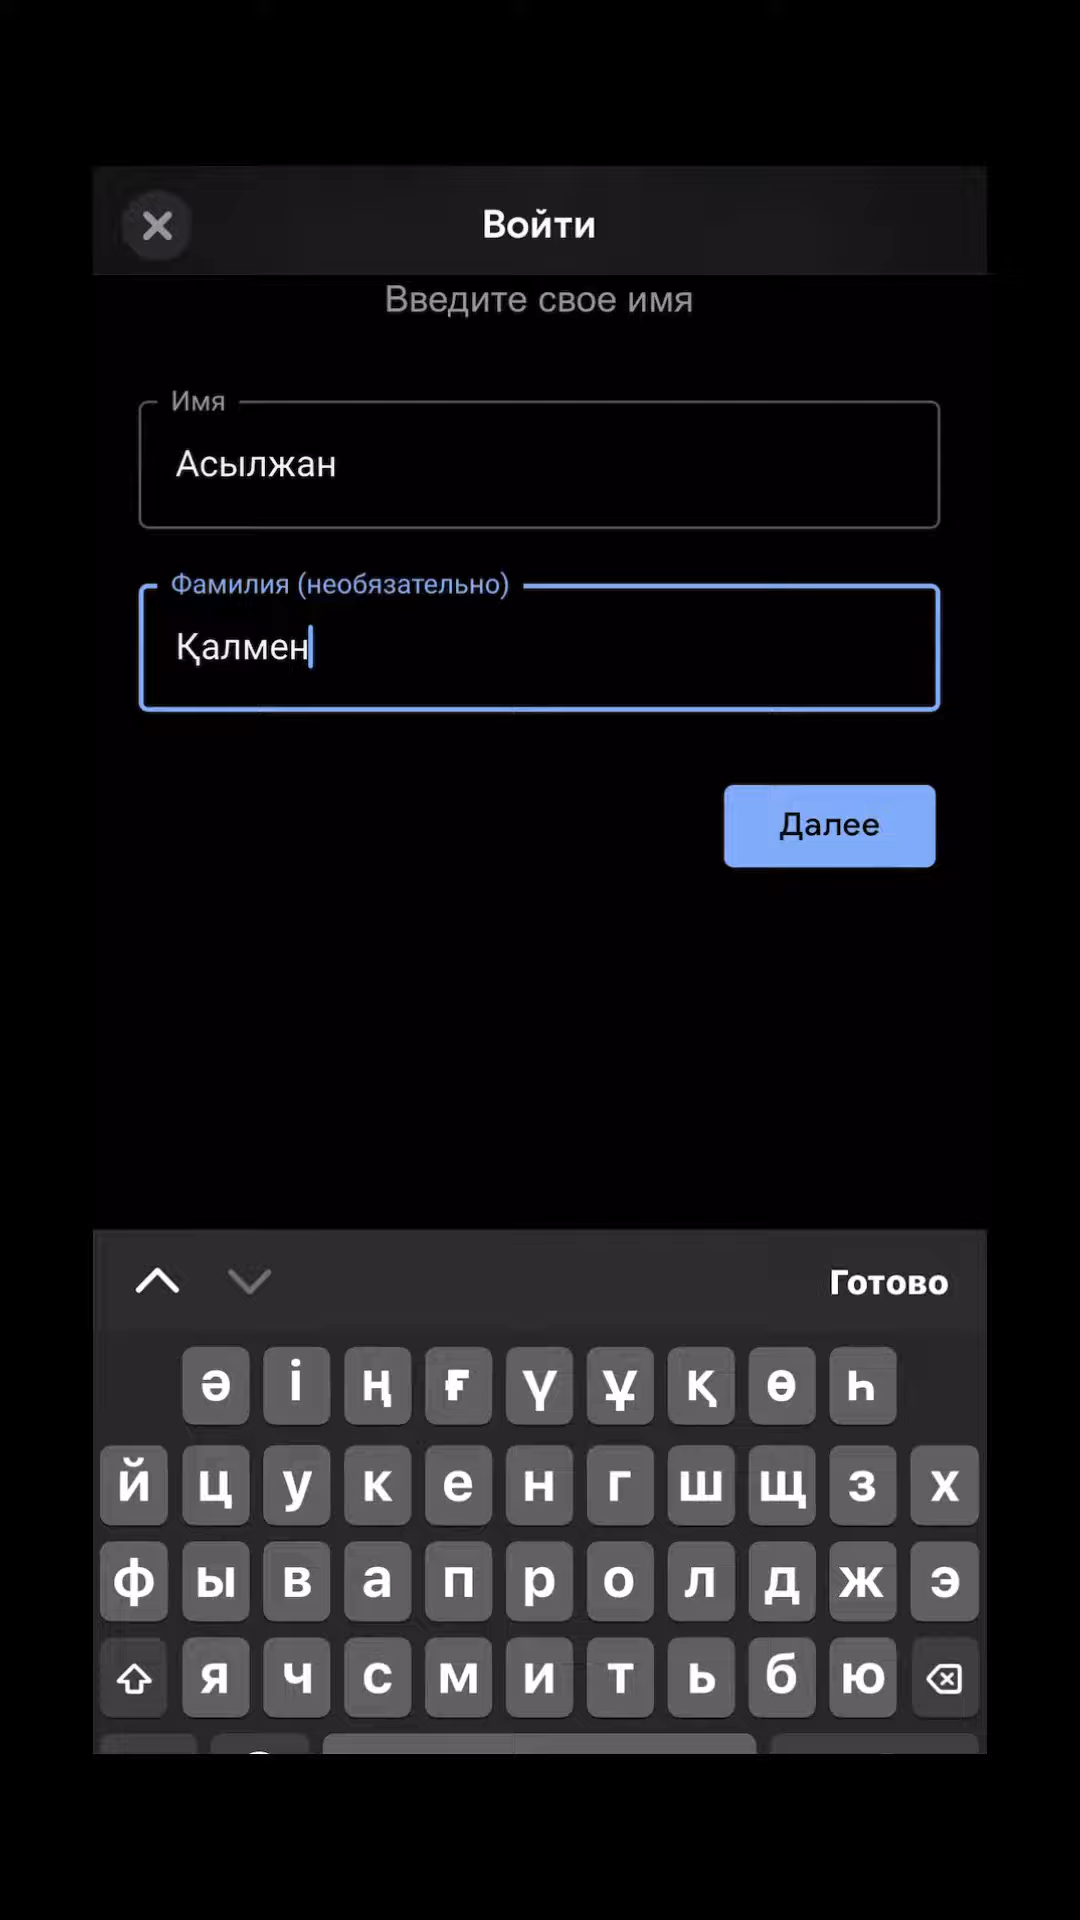 Войти
Введите свое имя
Имя
Асылжан
Фамилия (необязательно)
Қалмен
Далее
Готово
ә і ң ғ ү ұ қ ө һ
й ц у к е н г ш щ з х
ф ы в а п р о л д ж э
я ч с м и т ь б ю